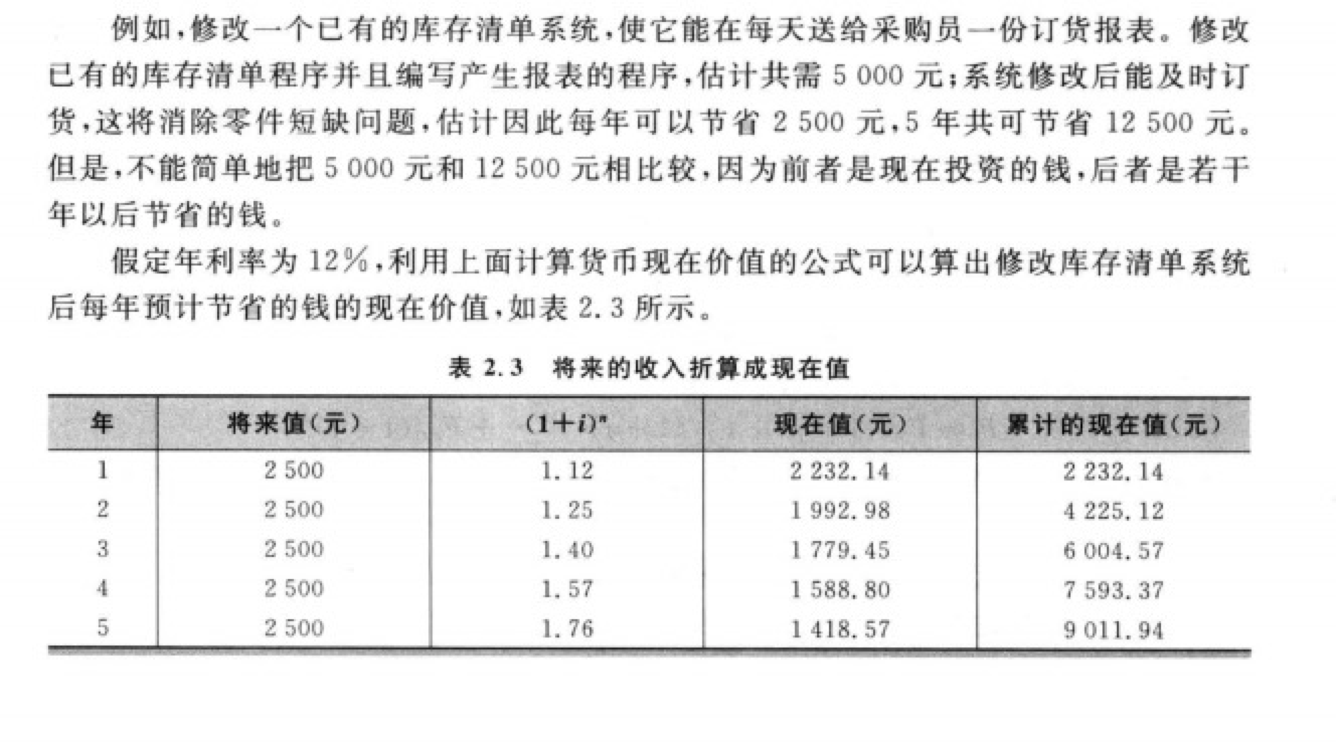 例如,修改一个已有的库存清单系统,使它能在每天送给采购员一份订货报表。修改
已有的库存清单程序并且编写产生报表的程序,估计共需 5 000 元;系统修改后能及时订
货,这将消除零件短缺问题,估计因此每年可以节省 2 500 元,5 年共可节省 12 500 元。
但是,不能简单地把 5 000 元和 12 500 元相比较,因为前者是现在投资的钱,后者是若干
年以后节省的钱。
假定年利率为 12%,利用上面计算货币现在价值的公式可以算出修改库存清单系统
后每年预计节省的钱的现在价值,如表 2.3 所示。
表 2.3 将来的收入折算成现在值
年 将来值(元) (1+i)ⁿ 现在值(元) 累计的现在值(元)
1 2 500 1.12 2 232.14 2 232.14
2 2 500 1.25 1 992.98 4 225.12
3 2 500 1.40 1 779.45 6 004.57
4 2 500 1.57 1 588.80 7 593.37
5 2 500 1.76 1 418.57 9 011.94